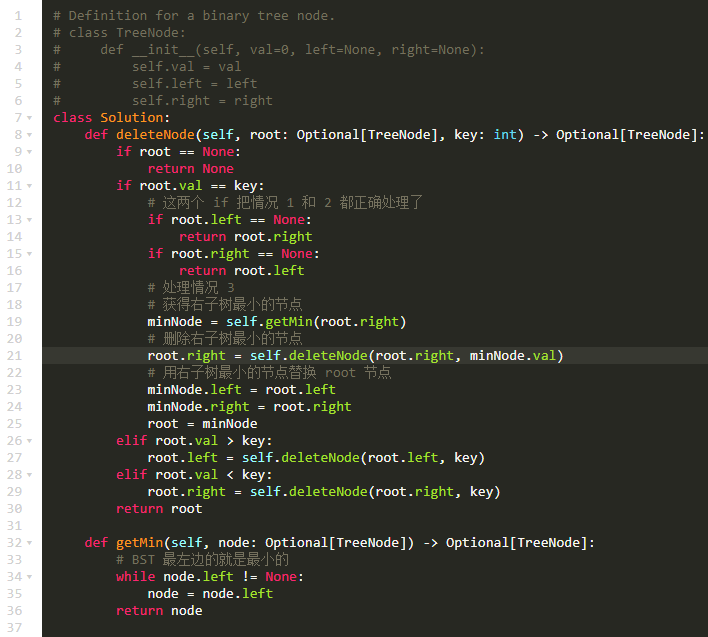 1 # Definition for a binary tree node.
2 # class TreeNode:
3 #     def __init__(self, val=0, left=None, right=None):
4 #         self.val = val
5 #         self.left = left
6 #         self.right = right
7 class Solution:
8     def deleteNode(self, root: Optional[TreeNode], key: int) -> Optional[TreeNode]:
9         if root == None:
10             return None
11         if root.val == key:
12             # 这两个 if 把情况 1 和 2 都正确处理了
13             if root.left == None:
14                 return root.right
15             if root.right == None:
16                 return root.left
17             # 处理情况 3
18             # 获得右子树最小的节点
19             minNode = self.getMin(root.right)
20             # 删除右子树最小的节点
21             root.right = self.deleteNode(root.right, minNode.val)
22             # 用右子树最小的节点替换 root 节点
23             minNode.left = root.left
24             minNode.right = root.right
25             root = minNode
26         elif root.val > key:
27             root.left = self.deleteNode(root.left, key)
28         elif root.val < key:
29             root.right = self.deleteNode(root.right, key)
30         return root
31
32     def getMin(self, node: Optional[TreeNode]) -> Optional[TreeNode]:
33         # BST 最左边的就是最小的
34         while node.left != None:
35             node = node.left
36         return node
37